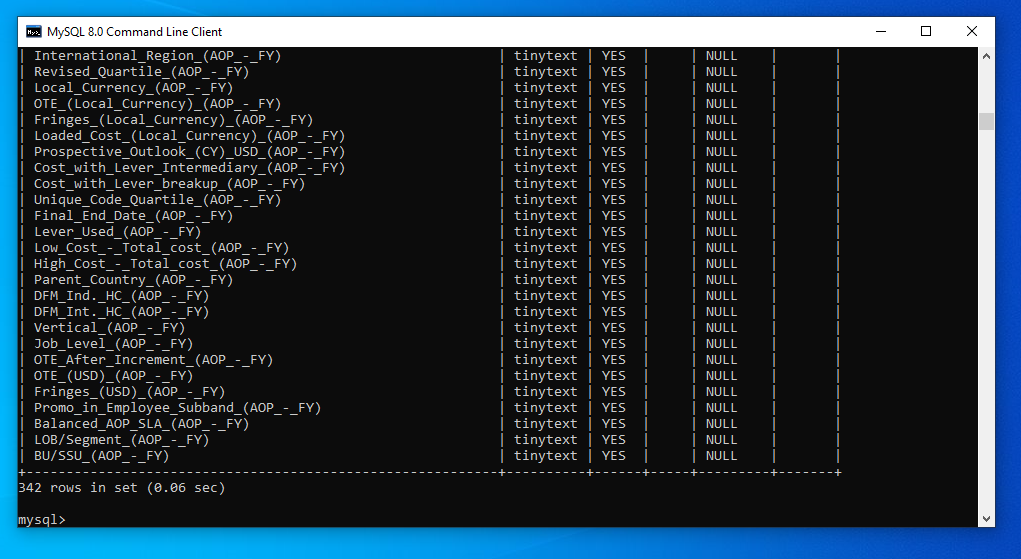 MySQL 8.0 Command Line Client
| International_Region_(AOP_-_FY) | tinytext | YES | | NULL | |
| Revised_Quartile_(AOP_-_FY) | tinytext | YES | | NULL | |
| Local_Currency_(AOP_-_FY) | tinytext | YES | | NULL | |
| OTE_(Local_Currency)_(AOP_-_FY) | tinytext | YES | | NULL | |
| Fringes_(Local_Currency)_(AOP_-_FY) | tinytext | YES | | NULL | |
| Loaded_Cost_(Local_Currency)_(AOP_-_FY) | tinytext | YES | | NULL | |
| Prospective_Outlook_(CY)_USD_(AOP_-_FY) | tinytext | YES | | NULL | |
| Cost_with_Lever_Intermediary_(AOP_-_FY) | tinytext | YES | | NULL | |
| Cost_with_Lever_breakup_(AOP_-_FY) | tinytext | YES | | NULL | |
| Unique_Code_Quartile_(AOP_-_FY) | tinytext | YES | | NULL | |
| Final_End_Date_(AOP_-_FY) | tinytext | YES | | NULL | |
| Lever_Used_(AOP_-_FY) | tinytext | YES | | NULL | |
| Low_Cost_-_Total_cost_(AOP_-_FY) | tinytext | YES | | NULL | |
| High_Cost_-_Total_cost_(AOP_-_FY) | tinytext | YES | | NULL | |
| Parent_Country_(AOP_-_FY) | tinytext | YES | | NULL | |
| DFM_Ind._HC_(AOP_-_FY) | tinytext | YES | | NULL | |
| DFM_Int._HC_(AOP_-_FY) | tinytext | YES | | NULL | |
| Vertical_(AOP_-_FY) | tinytext | YES | | NULL | |
| Job_Level_(AOP_-_FY) | tinytext | YES | | NULL | |
| OTE_After_Increment_(AOP_-_FY) | tinytext | YES | | NULL | |
| OTE_(USD)_(AOP_-_FY) | tinytext | YES | | NULL | |
| Fringes_(USD)_(AOP_-_FY) | tinytext | YES | | NULL | |
| Promo_in_Employee_Subband_(AOP_-_FY) | tinytext | YES | | NULL | |
| Balanced_AOP_SLA_(AOP_-_FY) | tinytext | YES | | NULL | |
| LOB/Segment_(AOP_-_FY) | tinytext | YES | | NULL | |
| BU/SSU_(AOP_-_FY) | tinytext | YES | | NULL | |
+-----------------------------------------------------------+----------+------+-----+---------+-------+
342 rows in set (0.06 sec)
mysql>